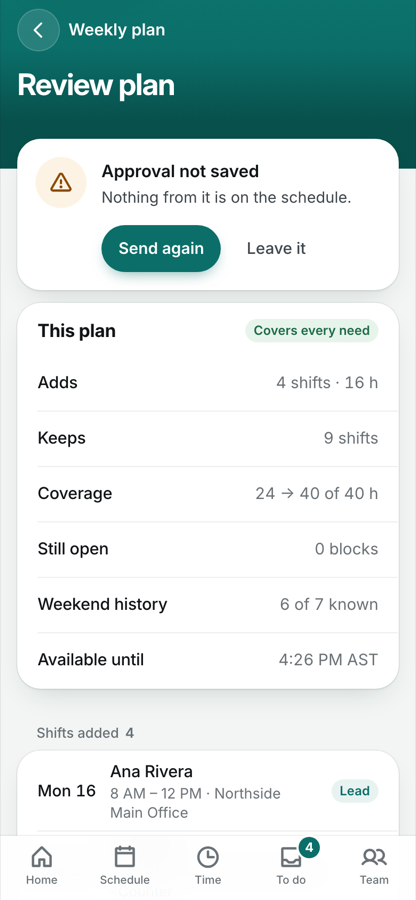 Weekly plan
Review plan
Approval not saved
Nothing from it is on the schedule.
Send again
Leave it
This plan
Covers every need
Adds
4 shifts · 16 h
Keeps
9 shifts
Coverage
24 → 40 of 40 h
Still open
0 blocks
Weekend history
6 of 7 known
Available until
4:26 PM AST
Shifts added 4
Mon 16
Ana Rivera
8 AM – 12 PM · Northside
Main Office
Lead
4
Home
Schedule
Time
To do
Team